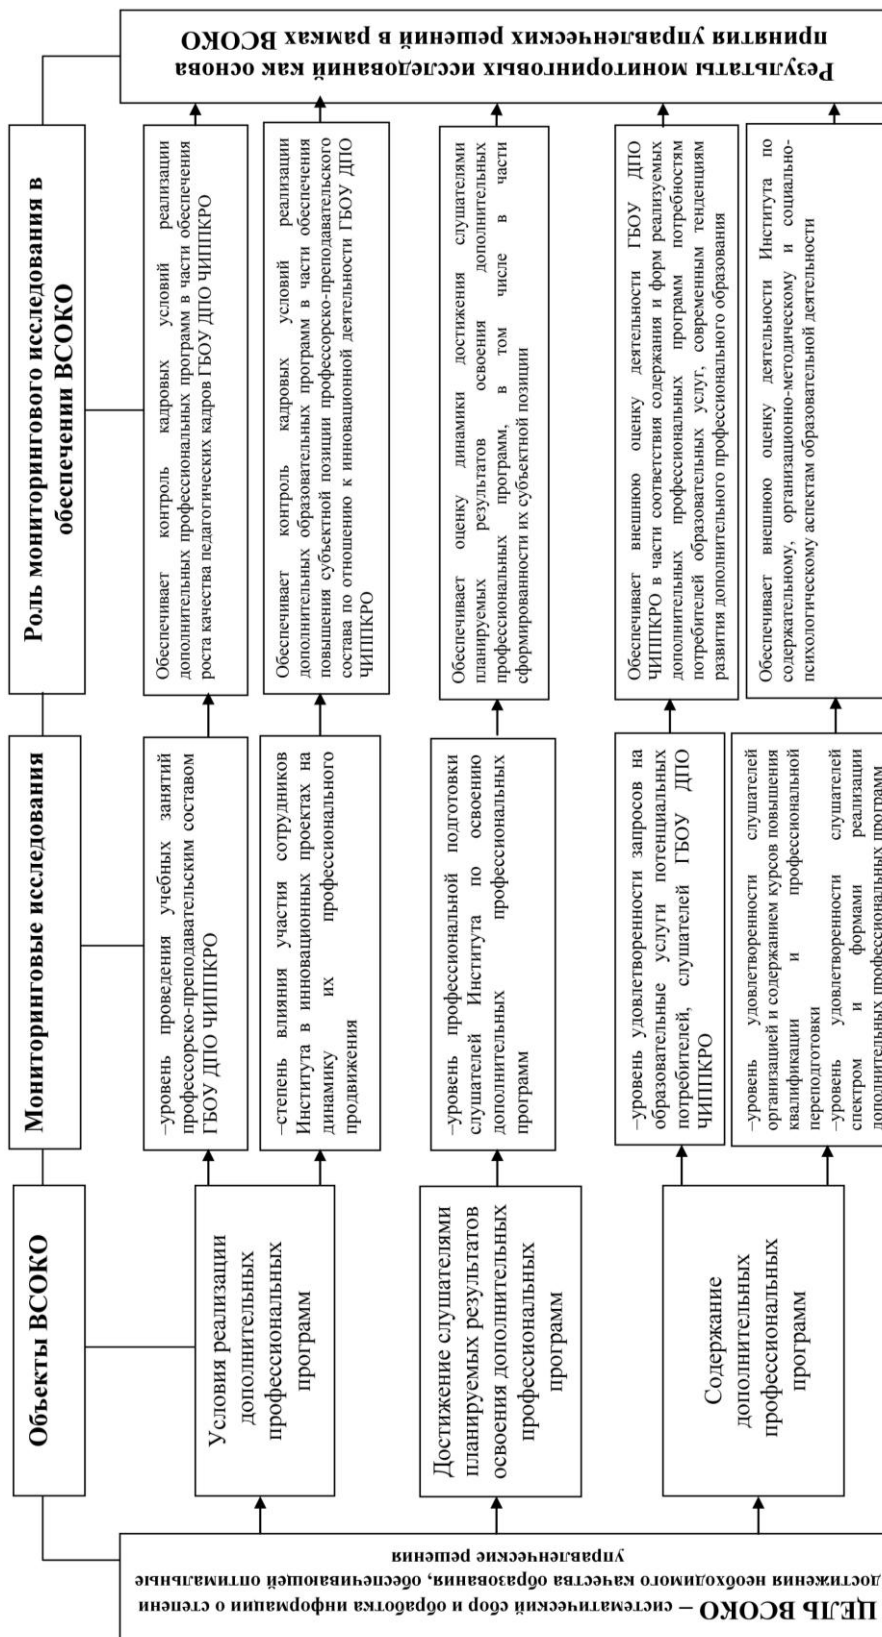 ЦЕЛЬ ВСОКО – систематический сбор и обработка информации о степени
достижения необходимого качества образования, обеспечивающей оптимальные
управленческие решения
Объекты ВСОКО
Условия реализации
дополнительных
профессиональных
программ
Достижение слушателями
планируемых результатов
освоения дополнительных
профессиональных
программ
Содержание
дополнительных
профессиональных
программ
Мониторинговые исследования
–уровень проведения учебных занятий
профессорско-преподавательским составом
ГБОУ ДПО ЧИППКРО
–степень влияния участия сотрудников
Института в инновационных проектах на
динамику их профессионального
продвижения
–уровень профессиональной подготовки
слушателей Института по освоению
дополнительных профессиональных
программ
–уровень удовлетворенности запросов на
образовательные услуги потенциальных
потребителей, слушателей ГБОУ ДПО
ЧИППКРО
–уровень удовлетворенности слушателей
организацией и содержанием курсов повышения
квалификации и профессиональной
переподготовки
–уровень удовлетворенности слушателей
спектром и формами реализации
дополнительных профессиональных программ
Роль мониторингового исследования в
обеспечении ВСОКО
Обеспечивает контроль кадровых условий реализации
дополнительных профессиональных программ в части обеспечения
роста качества педагогических кадров ГБОУ ДПО ЧИППКРО
Обеспечивает контроль кадровых условий реализации
дополнительных образовательных программ в части обеспечения
повышения субъектной позиции профессорско-преподавательского
состава по отношению к инновационной деятельности ГБОУ ДПО
ЧИППКРО
Обеспечивает оценку динамики достижения слушателями
планируемых результатов освоения дополнительных
профессиональных программ, в том числе в части
сформированности их субъектной позиции
Обеспечивает внешнюю оценку деятельности ГБОУ ДПО
ЧИППКРО в части соответствия содержания и форм реализуемых
дополнительных профессиональных программ потребностям
потребителей образовательных услуг, современным тенденциям
развития дополнительного профессионального образования
Обеспечивает внешнюю оценку деятельности Института по
содержательному, организационно-методическому и социально-
психологическому аспектам образовательной деятельности
Результаты мониторинговых исследований как основа
принятия управленческих решений в рамках ВСОКО